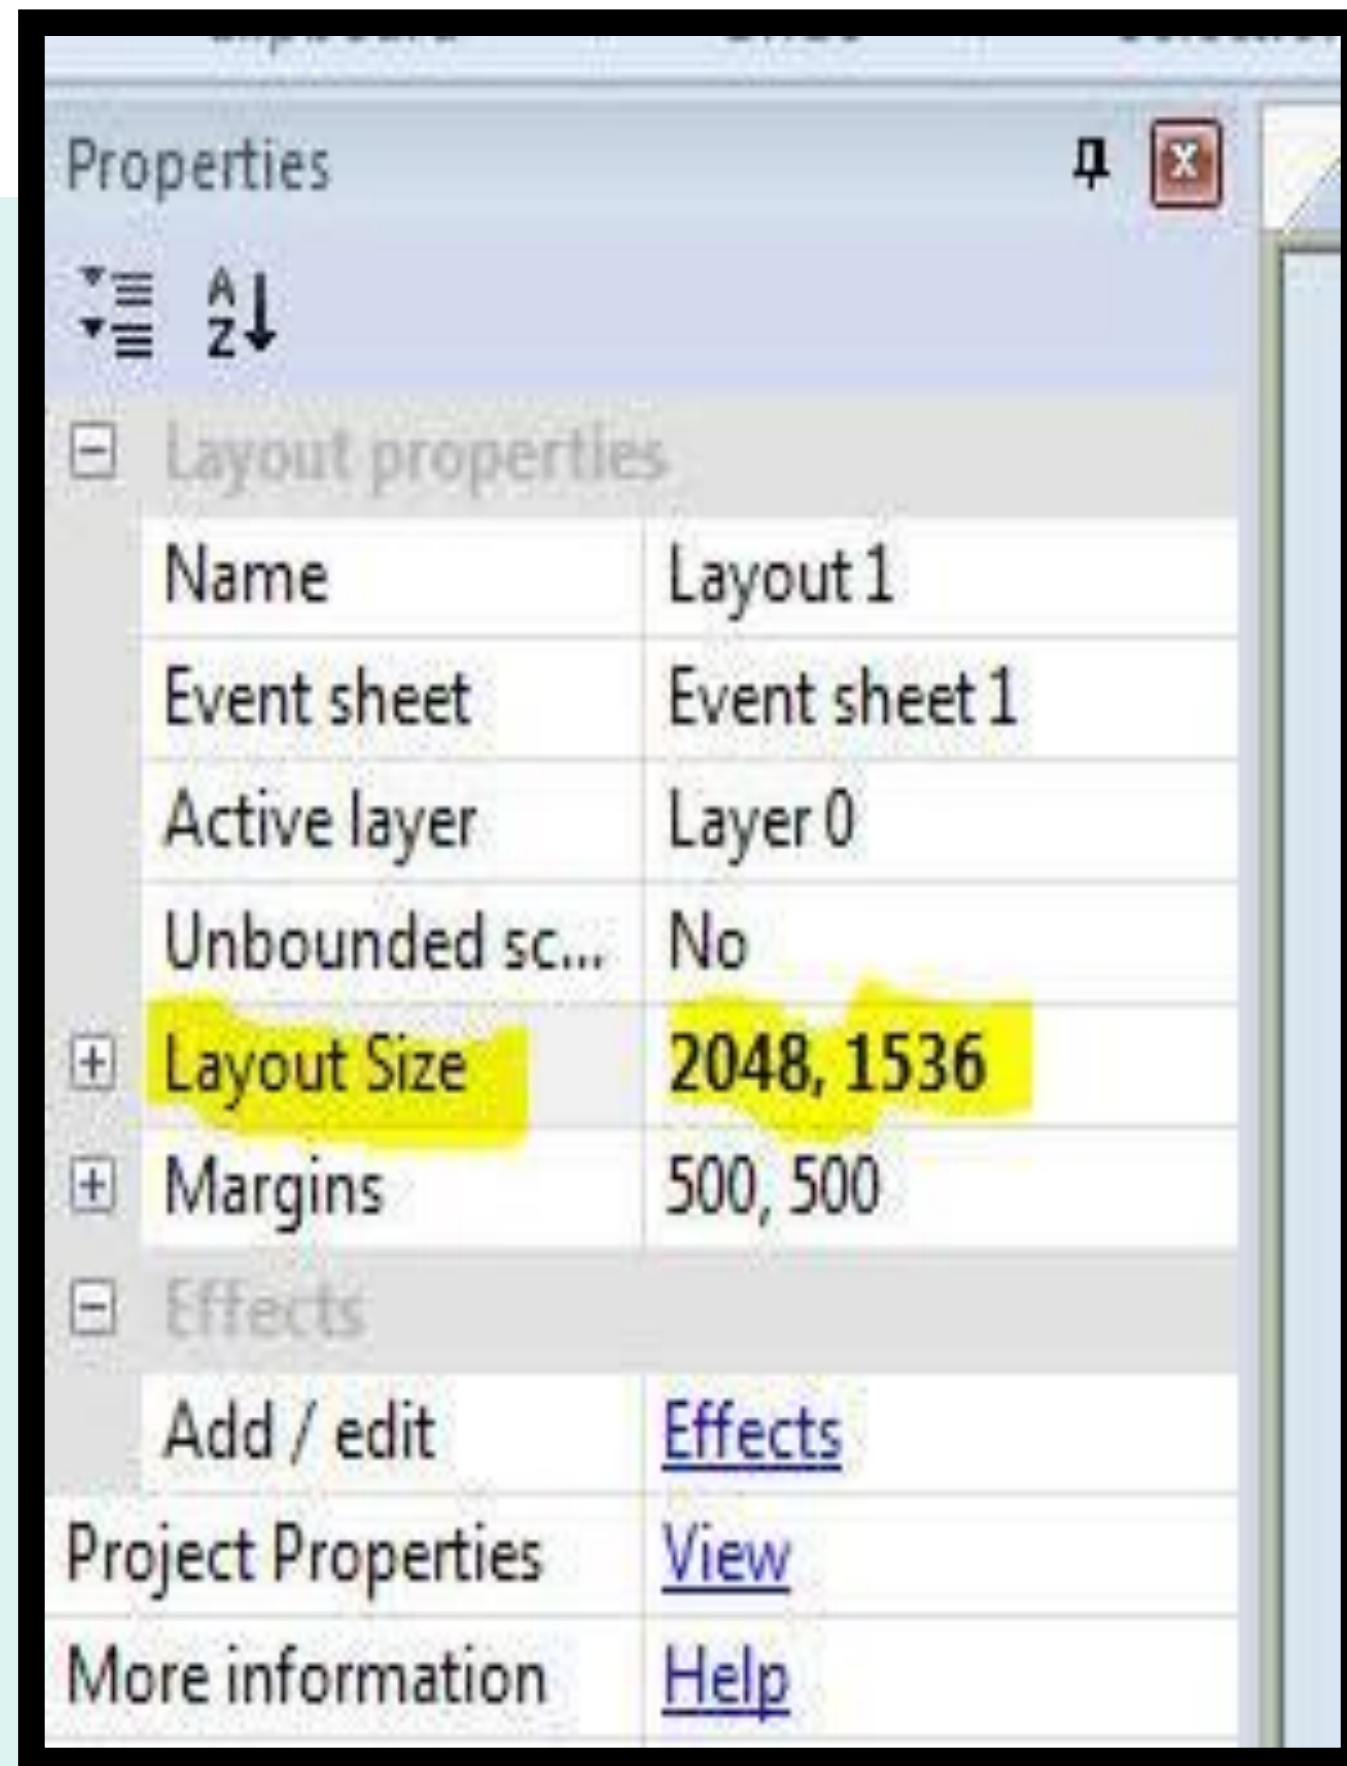 Properties
Layout properties
Name Layout 1
Event sheet Event sheet 1
Active layer Layer 0
Unbounded sc... No
Layout Size 2048, 1536
Margins 500, 500
Effects
Add / edit Effects
Project Properties View
More information Help